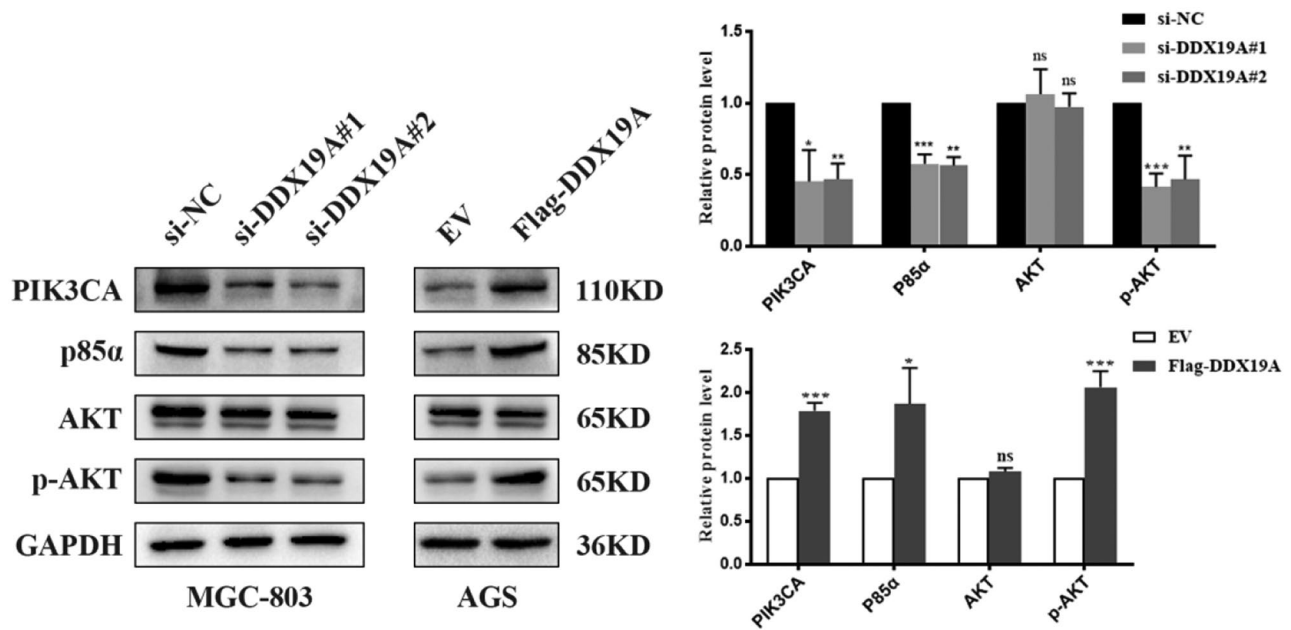 si-NC
si-DDX19A#1
si-DDX19A#2
EV
Flag-DDX19A
PIK3CA
110KD
p85α
85KD
AKT
65KD
p-AKT
65KD
GAPDH
36KD
MGC-803
AGS
si-NC
si-DDX19A#1
si-DDX19A#2
Relative protein level
1.5
1.0
0.5
0.0
*
**
***
**
ns
ns
***
**
PIK3CA
P85α
AKT
p-AKT
EV
Flag-DDX19A
Relative protein level
2.5
2.0
1.5
1.0
0.5
0.0
***
*
ns
***
PIK3CA
P85α
AKT
p-AKT